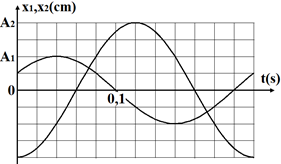 x₁,x₂(cm)
A₂
A₁
t(s)
0
0,1